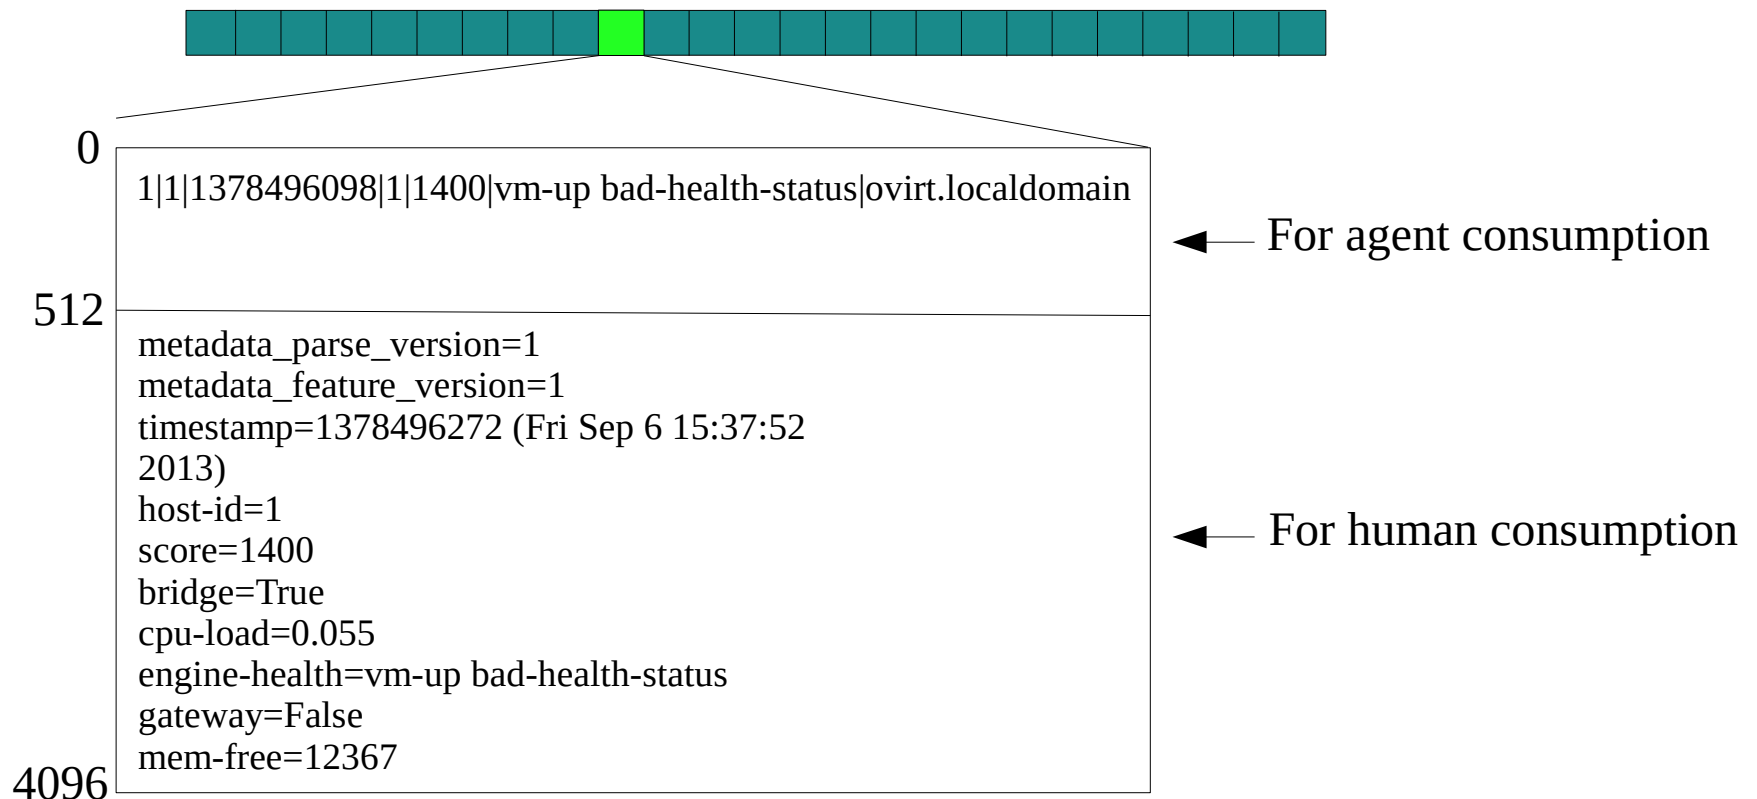 0
1|1|1378496098|1|1400|vm-up bad-health-status|ovirt.localdomain
For agent consumption
512
metadata_parse_version=1
metadata_feature_version=1
timestamp=1378496272 (Fri Sep 6 15:37:52
2013)
host-id=1
score=1400
bridge=True
cpu-load=0.055
engine-health=vm-up bad-health-status
gateway=False
mem-free=12367
For human consumption
4096